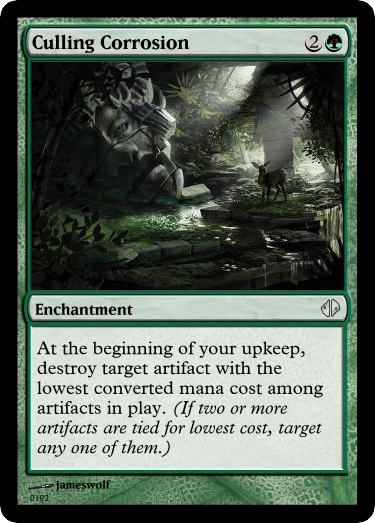 Culling Corrosion 2
Enchantment
At the beginning of your upkeep,
destroy target artifact with the
lowest converted mana cost among
artifacts in play. (If two or more
artifacts are tied for lowest cost, target
any one of them.)
jameswolf
0192